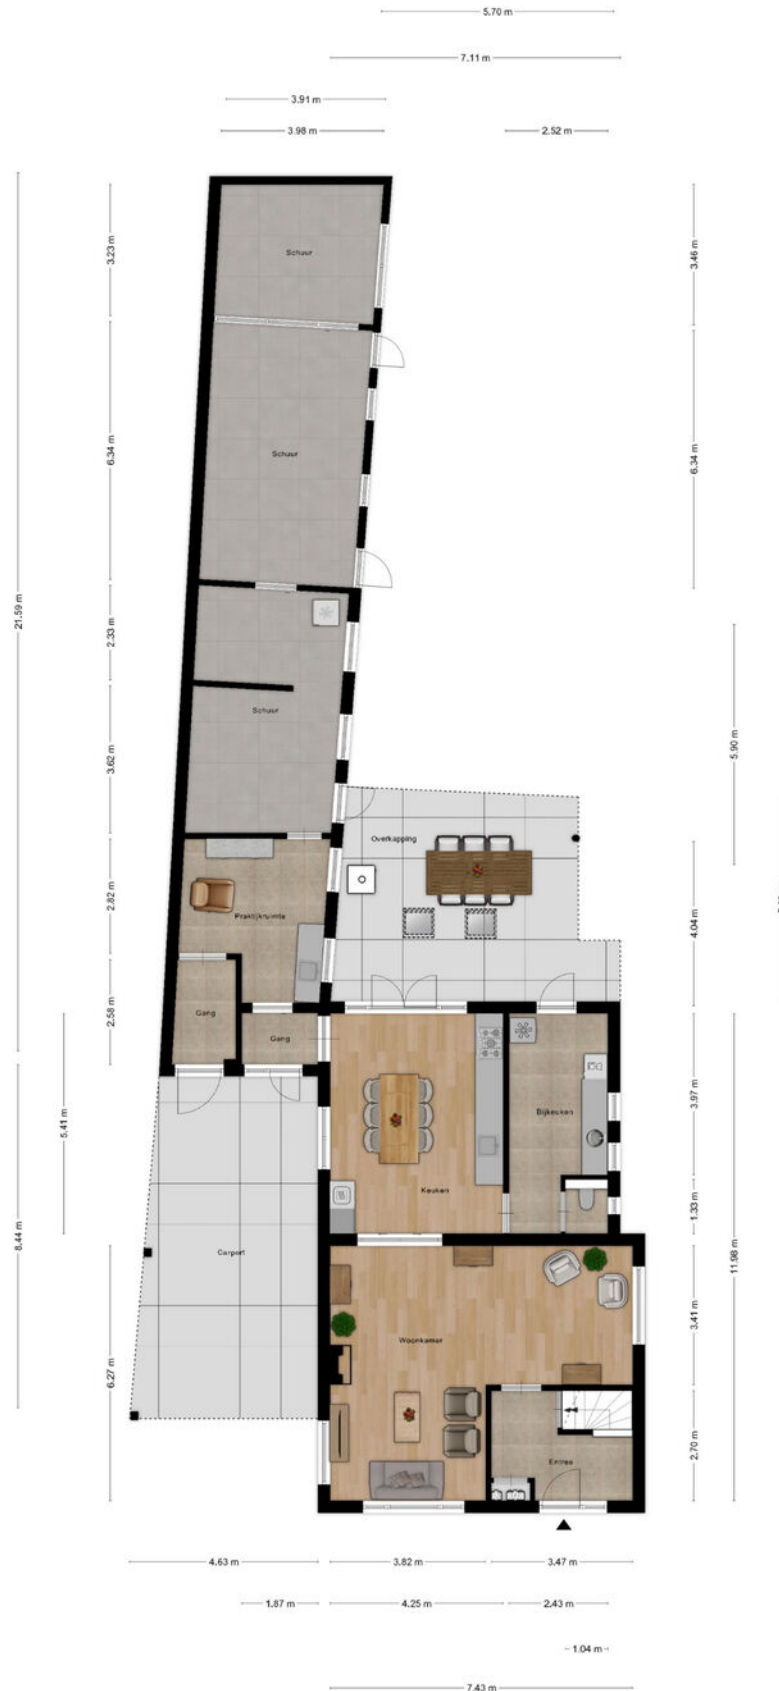 5.70 m
7.11 m
3.91 m
3.98 m
2.52 m
3.23 m
Schuur
3.46 m
6.34 m
Schuur
6.34 m
21.59 m
2.33 m
Schuur
3.62 m
5.90 m
Overkapping
2.82 m
Praktijkruimte
4.04 m
2.58 m
Gang
Gang
5.41 m
Bijkeuken
3.97 m
Keuken
1.33 m
8.44 m
Carport
11.98 m
Woonkamer
3.41 m
6.27 m
Entree
2.70 m
4.63 m
3.82 m
3.47 m
1.87 m
4.25 m
2.43 m
1.04 m
7.43 m